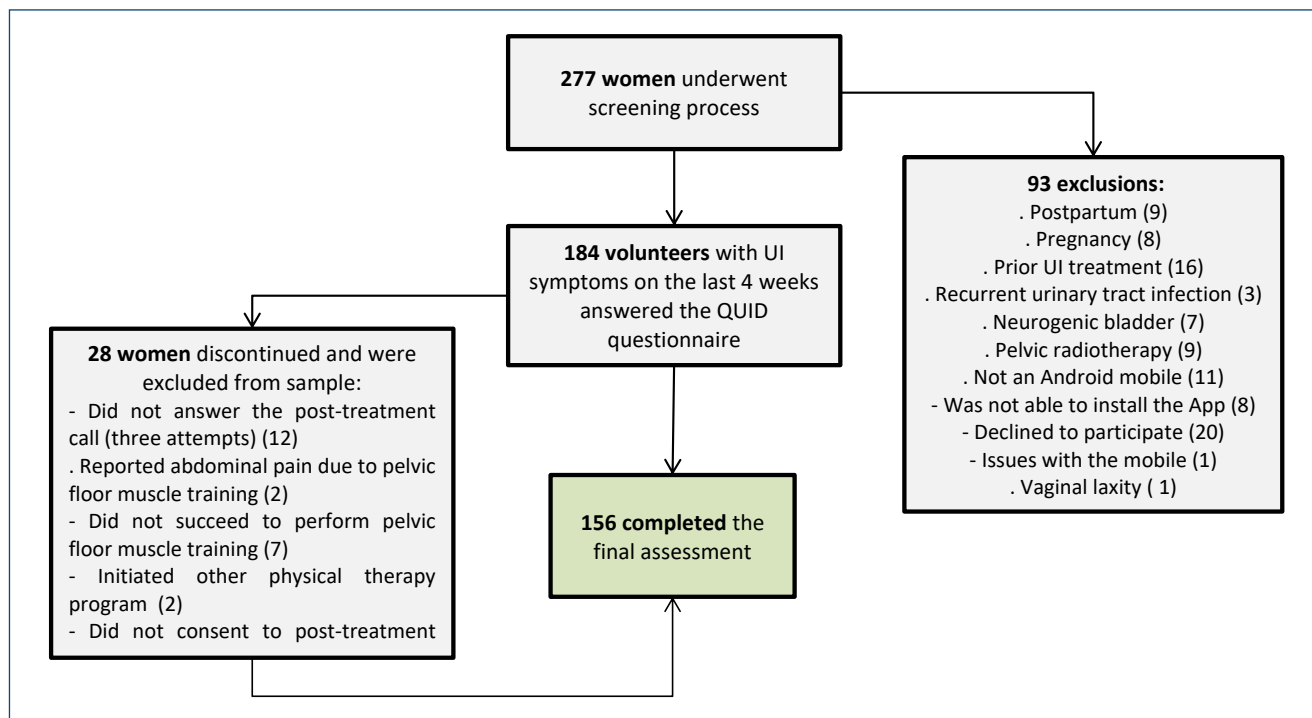 277 women underwent
screening process
93 exclusions:
. Postpartum (9)
. Pregnancy (8)
. Prior UI treatment (16)
. Recurrent urinary tract infection (3)
. Neurogenic bladder (7)
. Pelvic radiotherapy (9)
. Not an Android mobile (11)
- Was not able to install the App (8)
- Declined to participate (20)
- Issues with the mobile (1)
. Vaginal laxity ( 1)
184 volunteers with UI
symptoms on the last 4 weeks
answered the QUID
questionnaire
28 women discontinued and were
excluded from sample:
- Did not answer the post-treatment
call (three attempts) (12)
. Reported abdominal pain due to pelvic
floor muscle training (2)
- Did not succeed to perform pelvic
floor muscle training (7)
- Initiated other physical therapy
program (2)
- Did not consent to post-treatment
156 completed the
final assessment